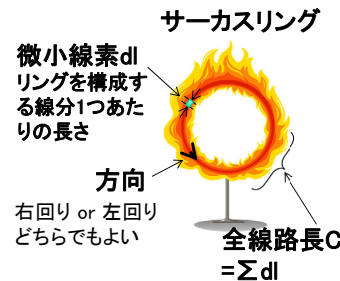 サーカスリング
微小線素dl
リングを構成す
る線分1つあた
りの長さ
方向
右回り or 左回り
どちらでもよい
全線路長C
=∑dl